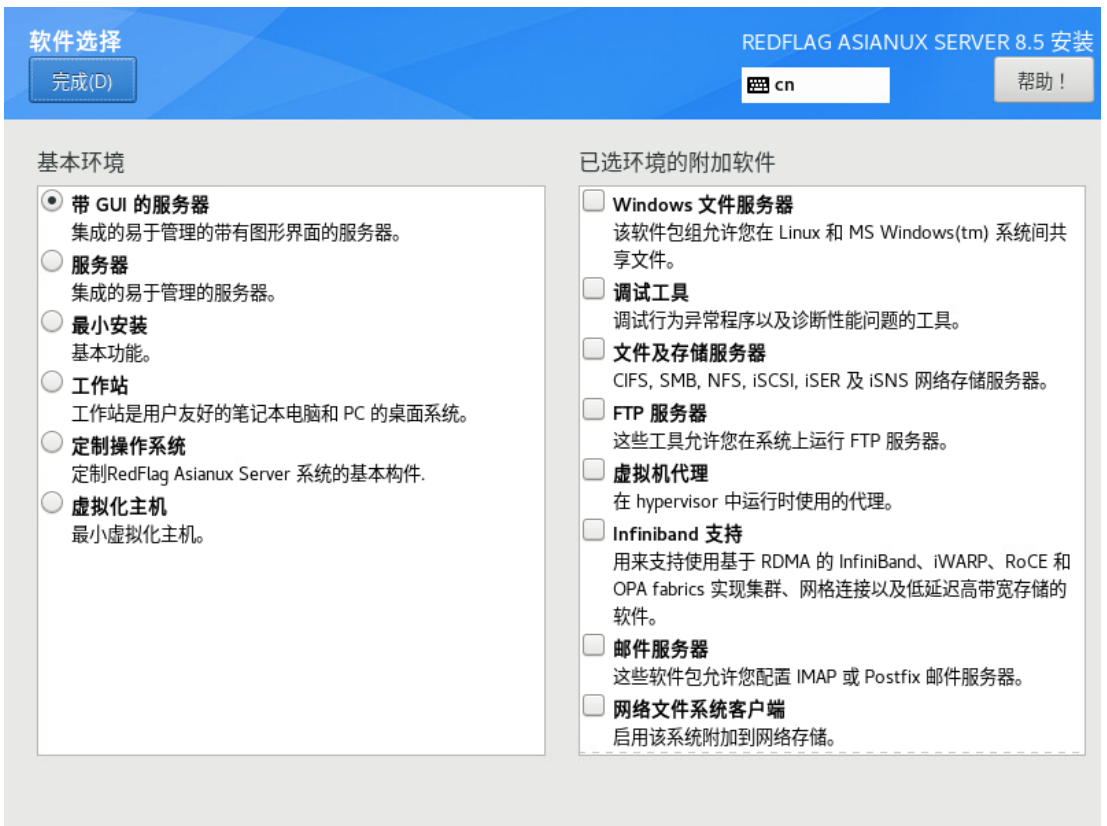 软件选择
完成(D)
REDFLAG ASIANUX SERVER 8.5 安装
cn
帮助！
基本环境
带 GUI 的服务器
集成的易于管理的带有图形界面的服务器。
服务器
集成的易于管理的服务器。
最小安装
基本功能。
工作站
工作站是用户友好的笔记本电脑和 PC 的桌面系统。
定制操作系统
定制RedFlag Asianux Server 系统的基本构件.
虚拟化主机
最小虚拟化主机。
已选环境的附加软件
Windows 文件服务器
该软件包组允许您在 Linux 和 MS Windows(tm) 系统间共
享文件。
调试工具
调试行为异常程序以及诊断性能问题的工具。
文件及存储服务器
CIFS, SMB, NFS, iSCSI, iSER 及 iSNS 网络存储服务器。
FTP 服务器
这些工具允许您在系统上运行 FTP 服务器。
虚拟机代理
在 hypervisor 中运行时使用的代理。
Infiniband 支持
用来支持使用基于 RDMA 的 InfiniBand、iWARP、RoCE 和
OPA fabrics 实现集群、网格连接以及低延迟高带宽存储的
软件。
邮件服务器
这些软件包允许您配置 IMAP 或 Postfix 邮件服务器。
网络文件系统客户端
启用该系统附加到网络存储。